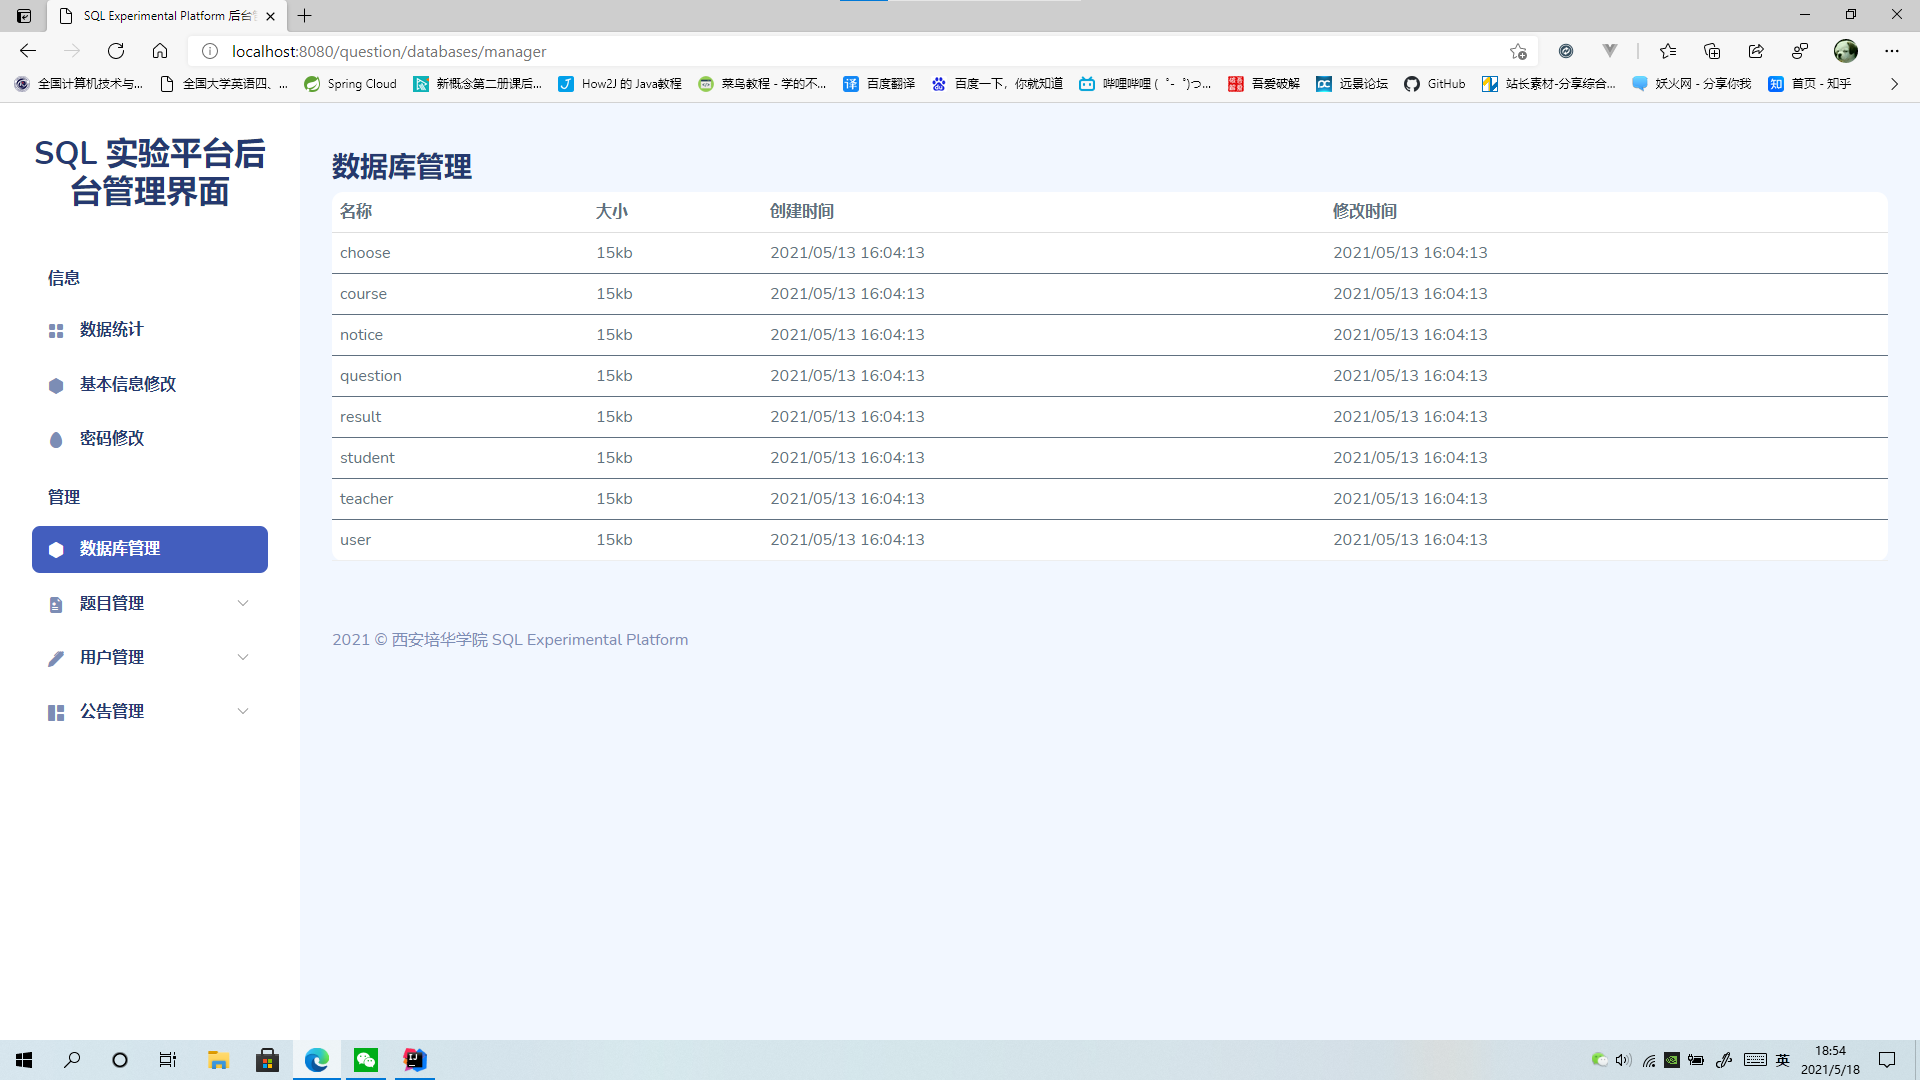 SQL Experimental Platform 后台
localhost:8080/question/databases/manager
全国计算机技术与...
全国大学英语四、...
Spring Cloud
新概念第二册课后...
How2J 的 Java教程
菜鸟教程 - 学的不...
百度翻译
百度一下，你就知道
哔哩哔哩 ( ゜- ゜)つ...
吾爱破解
远景论坛
GitHub
站长素材-分享综合...
妖火网 - 分享你我
首页 - 知乎
SQL 实验平台后
台管理界面
信息
数据统计
基本信息修改
密码修改
管理
数据库管理
题目管理
用户管理
公告管理
数据库管理
名称 大小 创建时间 修改时间
choose 15kb 2021/05/13 16:04:13 2021/05/13 16:04:13
course 15kb 2021/05/13 16:04:13 2021/05/13 16:04:13
notice 15kb 2021/05/13 16:04:13 2021/05/13 16:04:13
question 15kb 2021/05/13 16:04:13 2021/05/13 16:04:13
result 15kb 2021/05/13 16:04:13 2021/05/13 16:04:13
student 15kb 2021/05/13 16:04:13 2021/05/13 16:04:13
teacher 15kb 2021/05/13 16:04:13 2021/05/13 16:04:13
user 15kb 2021/05/13 16:04:13 2021/05/13 16:04:13
2021 © 西安培华学院 SQL Experimental Platform
英
18:54
2021/5/18